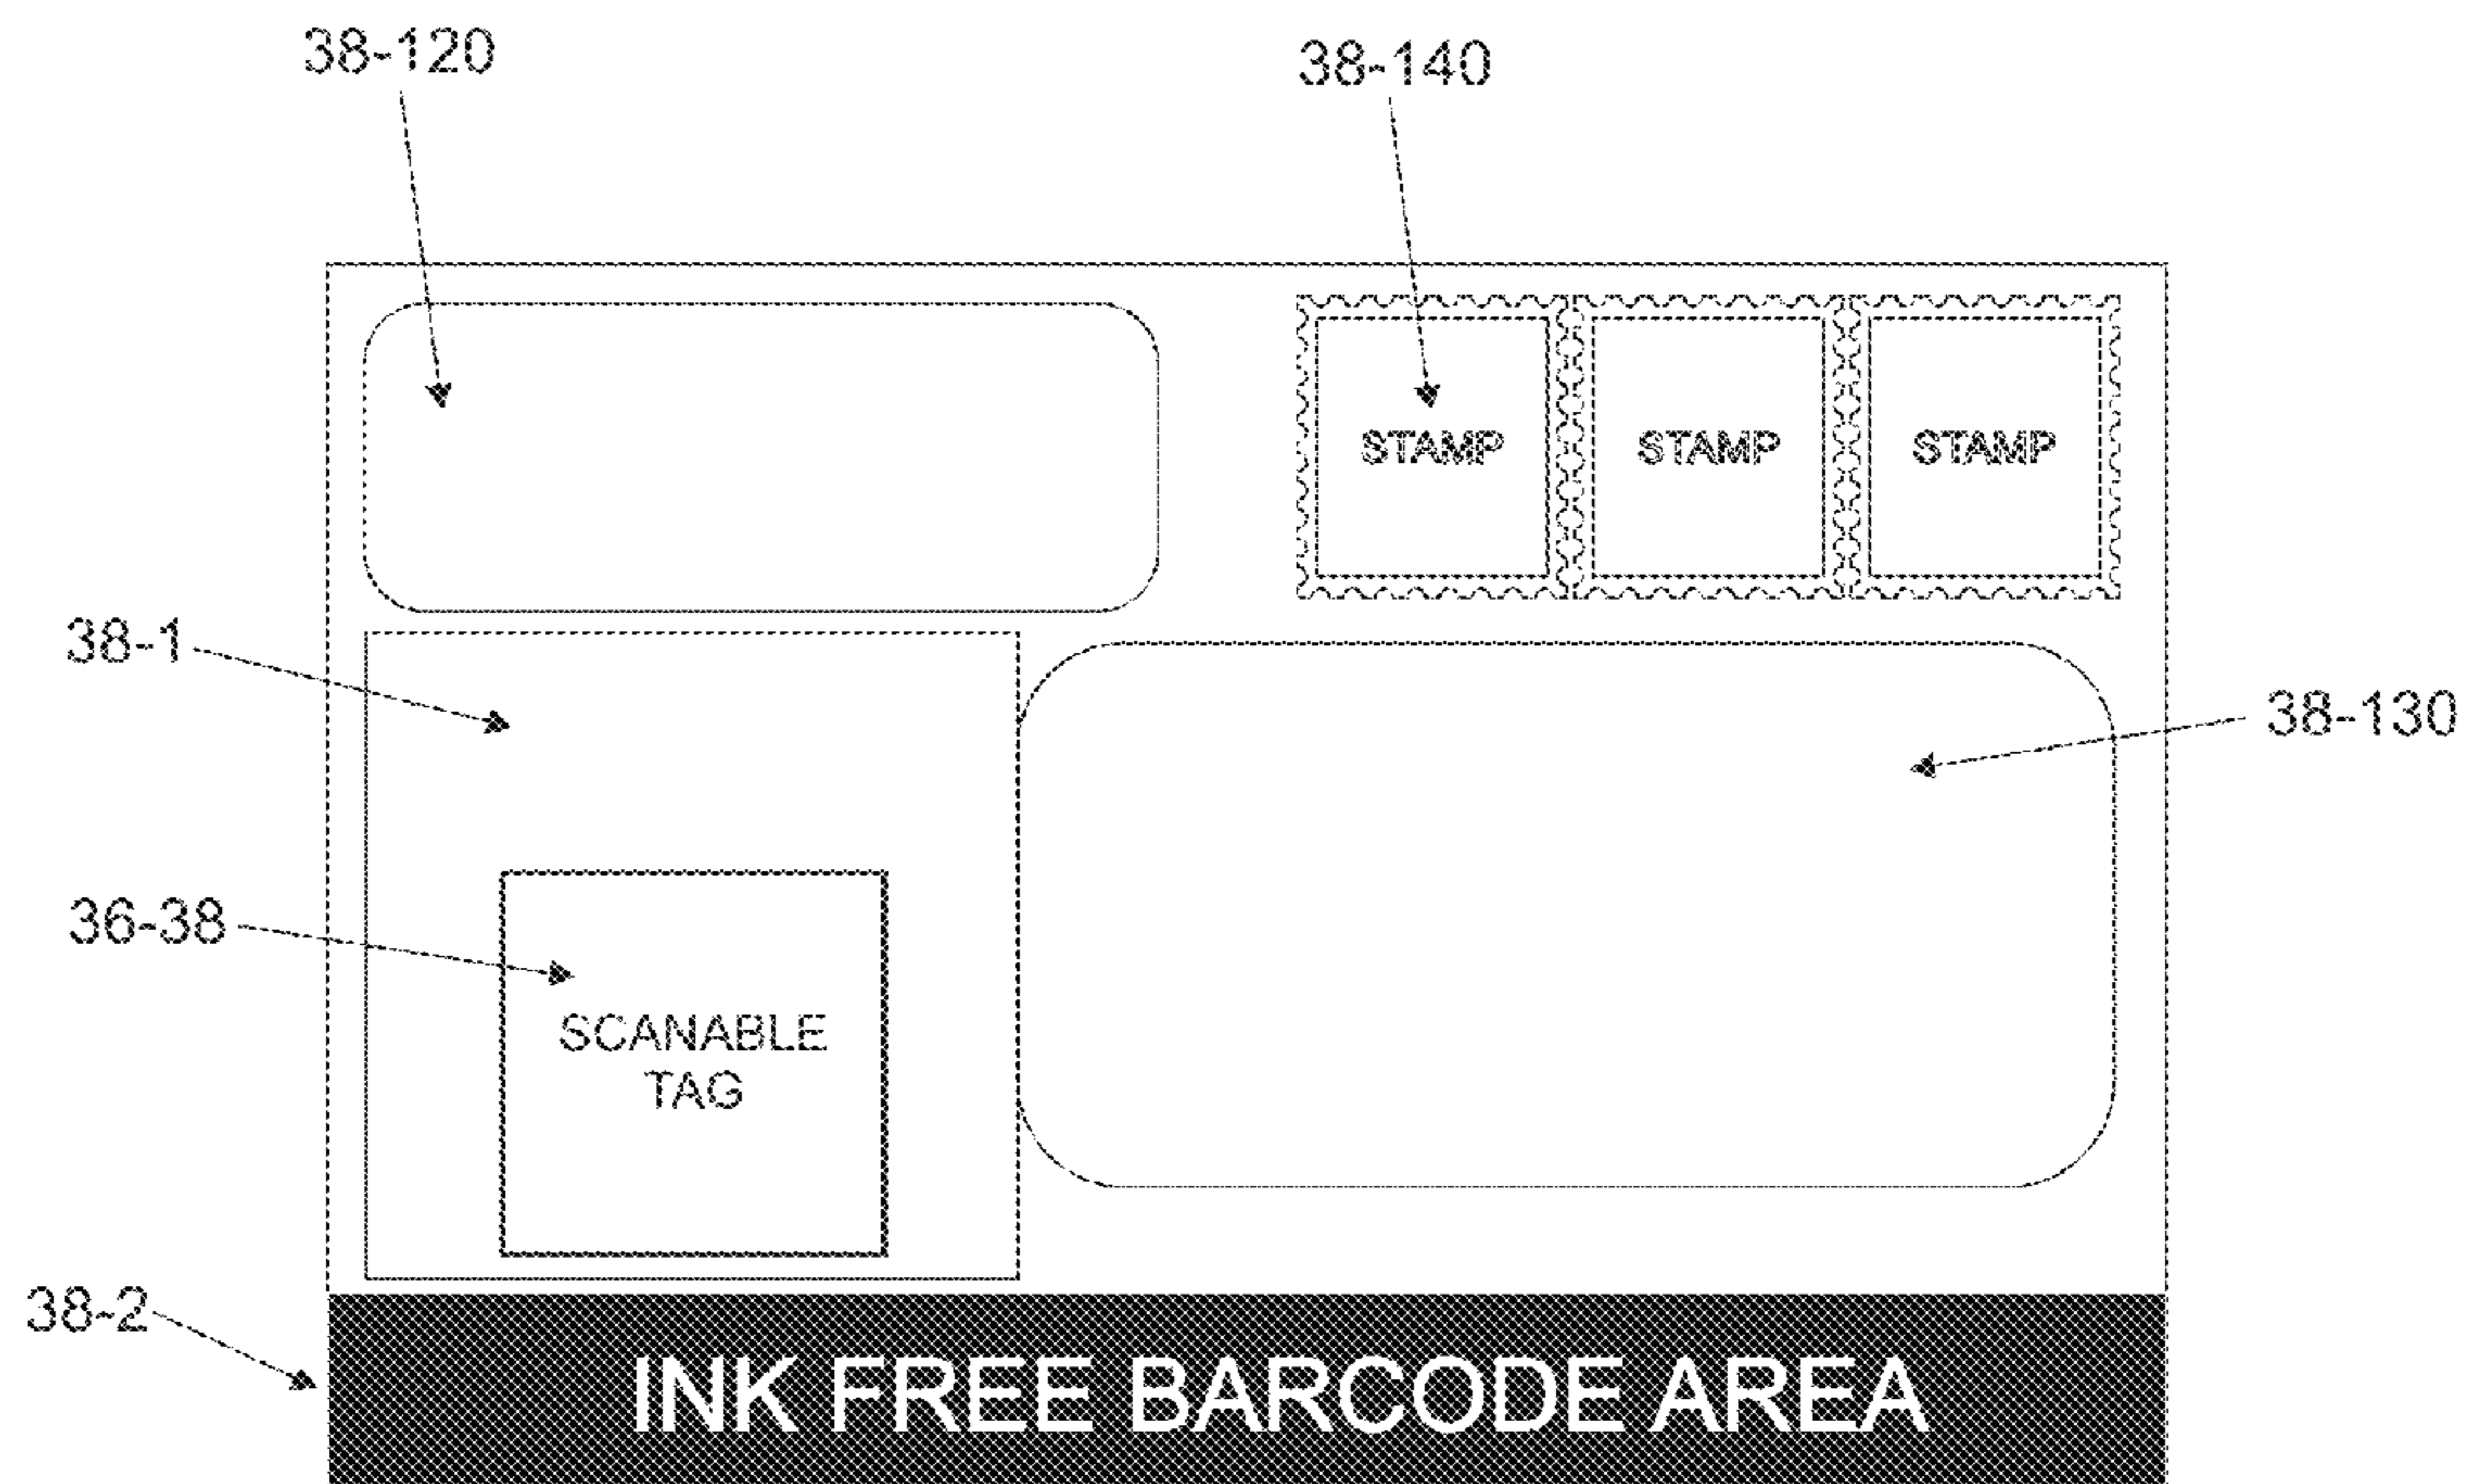 38-120
38-140
STAMP STAMP STAMP
38-1
38-130
36-38
SCANABLE
TAG
38-2
INK FREE BARCODE AREA